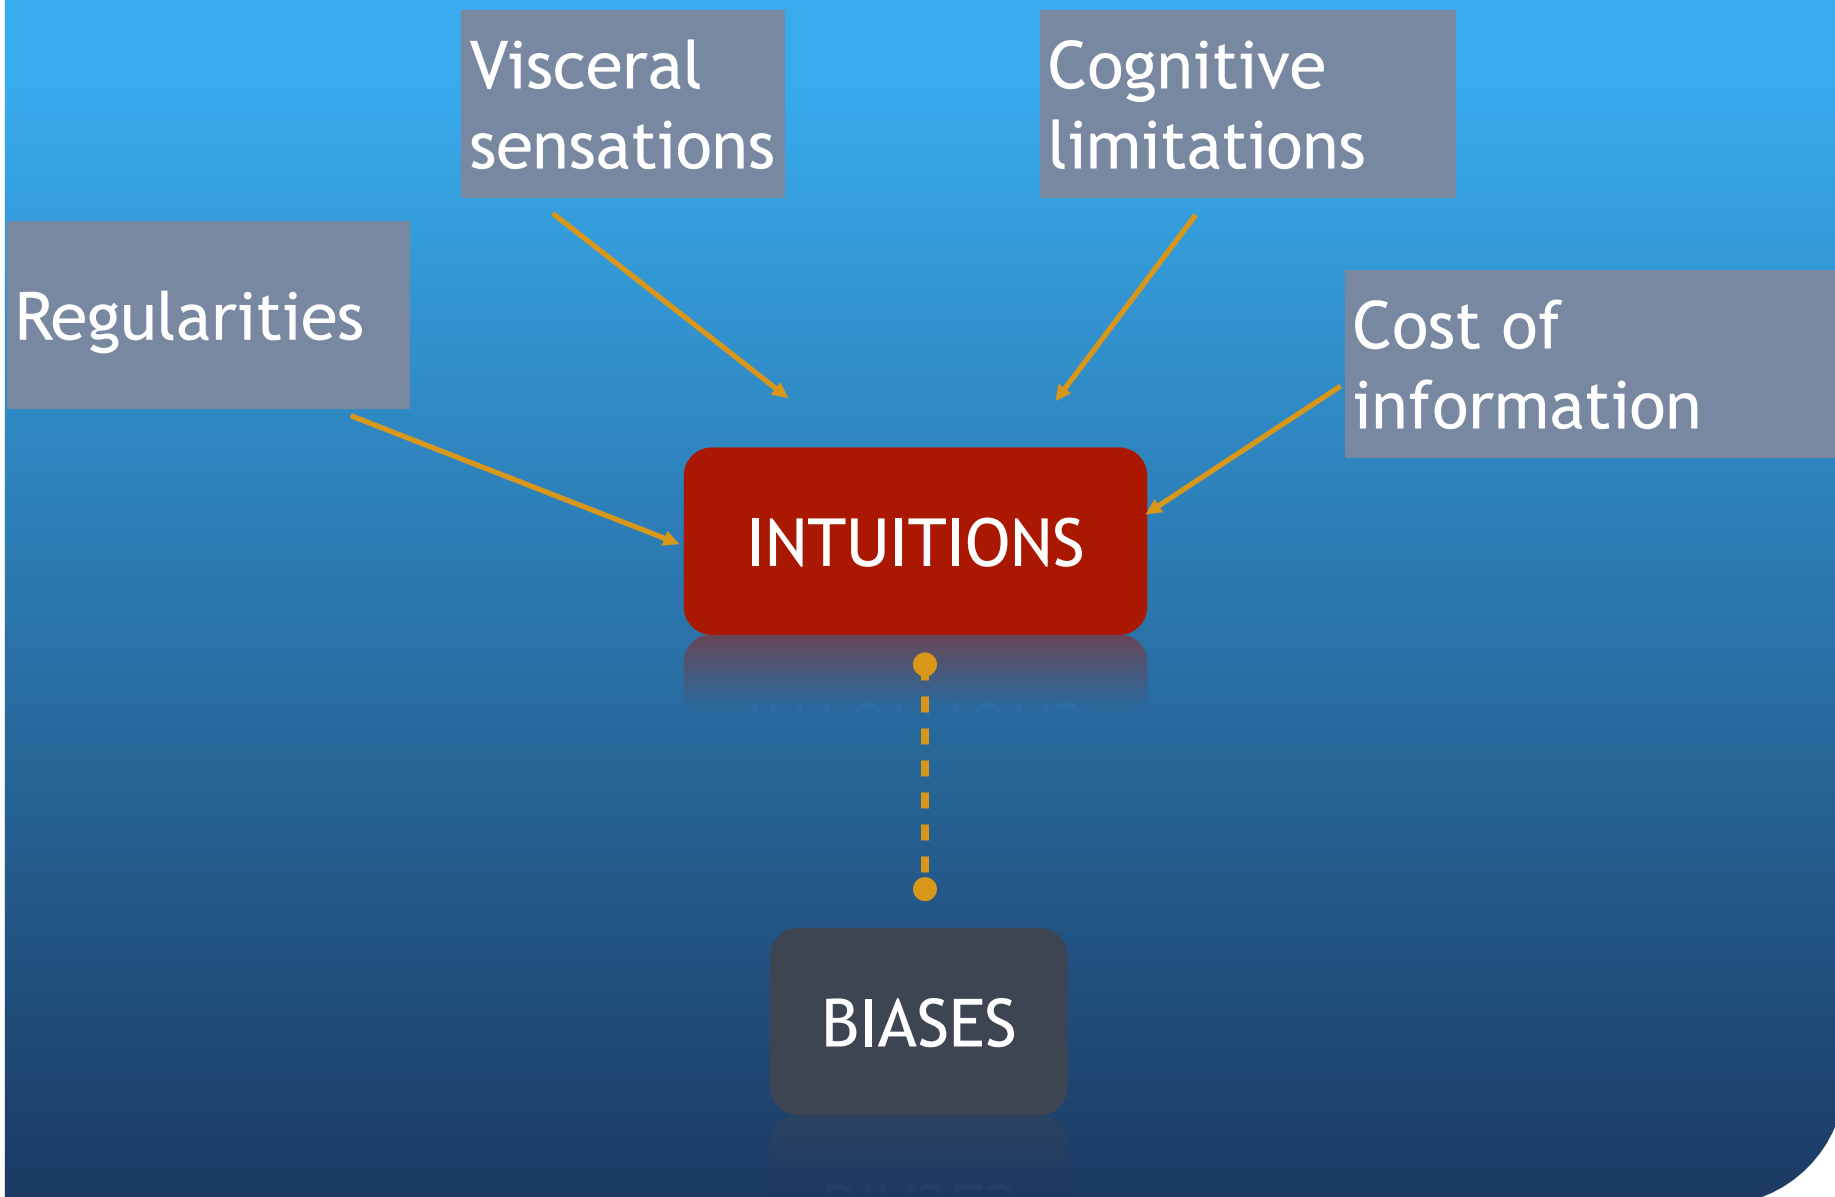 Visceral
sensations
Cognitive
limitations
Regularities
Cost of
information
INTUITIONS
BIASES